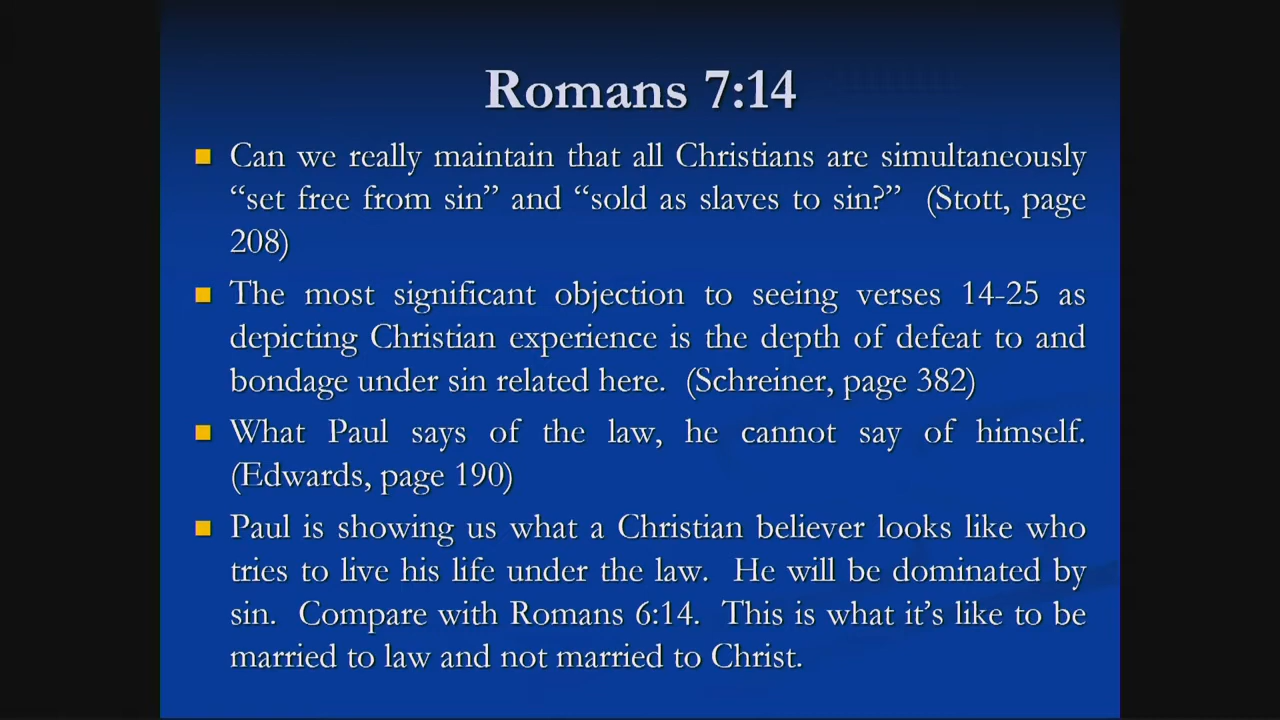 Romans 7:14
Can we really maintain that all Christians are simultaneously
“set free from sin” and “sold as slaves to sin?” (Stott, page
208)
The most significant objection to seeing verses 14-25 as
depicting Christian experience is the depth of defeat to and
bondage under sin related here. (Schreiner, page 382)
What Paul says of the law, he cannot say of himself.
(Edwards, page 190)
Paul is showing us what a Christian believer looks like who
tries to live his life under the law. He will be dominated by
sin. Compare with Romans 6:14. This is what it’s like to be
married to law and not married to Christ.